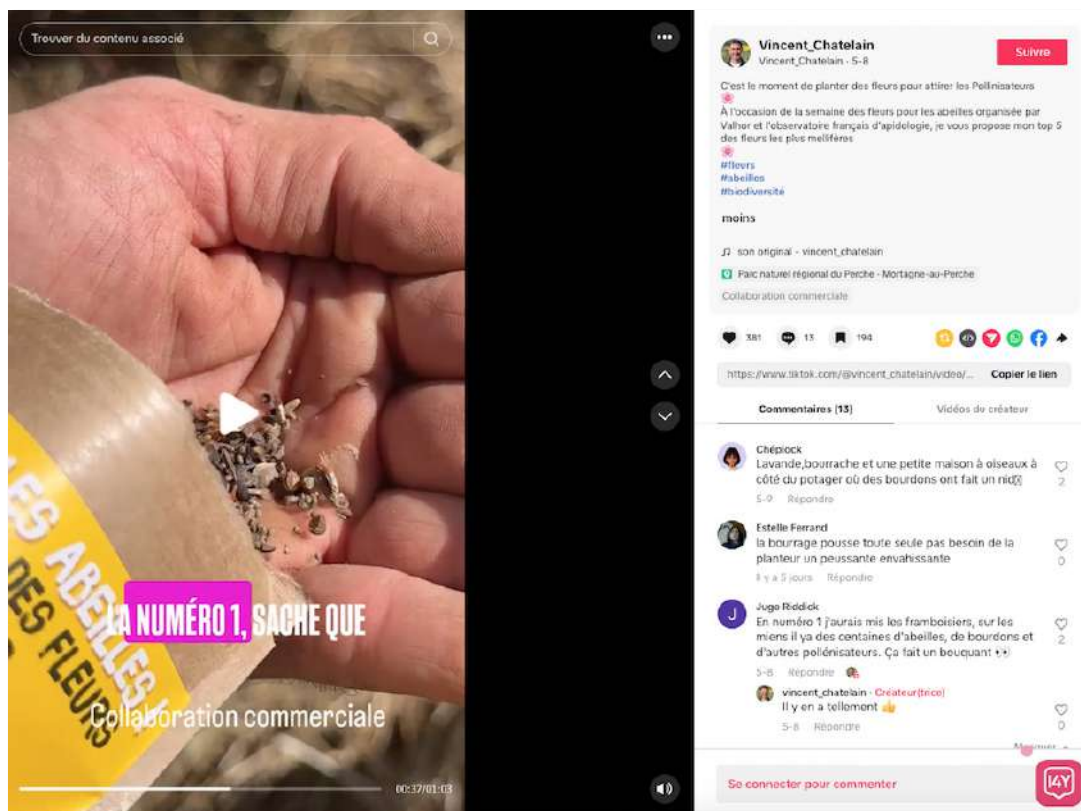 Trouver du contenu associé
LES ABEILLES !
DES FLEURS
LA NUMÉRO 1, SACHE QUE
Collaboration commerciale
00:37/01:03
Vincent_Chatelain
Vincent_Chatelain · 5-8
Suivre
C'est le moment de planter des fleurs pour attirer les Pollinisateurs
À l'occasion de la semaine des fleurs pour les abeilles organisée par
Valhor et l'observatoire français d'apidologie, je vous propose mon top 5
des fleurs les plus mellifères
#fleurs
#abeilles
#biodiversité
moins
son original - vincent_chatelain
Parc naturel régional du Perche · Mortagne-au-Perche
Collaboration commerciale
381
13
194
https://www.tiktok.com/@vincent_chatelain/video/...
Copier le lien
Commentaires (13)
Vidéos du créateur
Chéplock
Lavande,bourrache et une petite maison à oiseaux à
côté du potager où des bourdons ont fait un nid
2
5-9 Répondre
Estelle Ferrand
la bourrage pousse toute seule pas besoin de la
planteur un peussante envahissante
0
Il y a 5 jours Répondre
J
Jugo Riddick
En numéro 1 j'aurais mis les framboisiers, sur les
miens il ya des centaines d'abeilles, de bourdons et
d'autres pollénisateurs. Ça fait un bouquant 👀
2
5-8 Répondre
vincent_chatelain · Créateur(trice)
Il y en a tellement 👍
0
5-8 Répondre
Se connecter pour commenter
I4Y